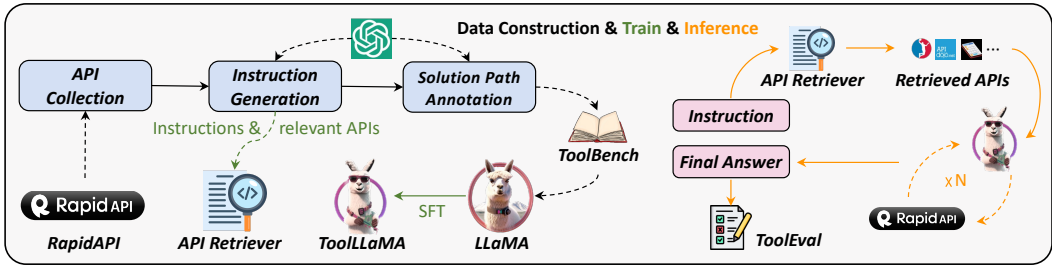 Data Construction & Train & Inference
API
Collection
Instruction
Generation
Solution Path
Annotation
Instructions & relevant APIs
ToolBench
RapidAPI
RapidAPI
API Retriever
ToolLLaMA
SFT
LLaMA
API Retriever
API
Retrieved APIs
...
Instruction
Final Answer
x N
RapidAPI
ToolEval